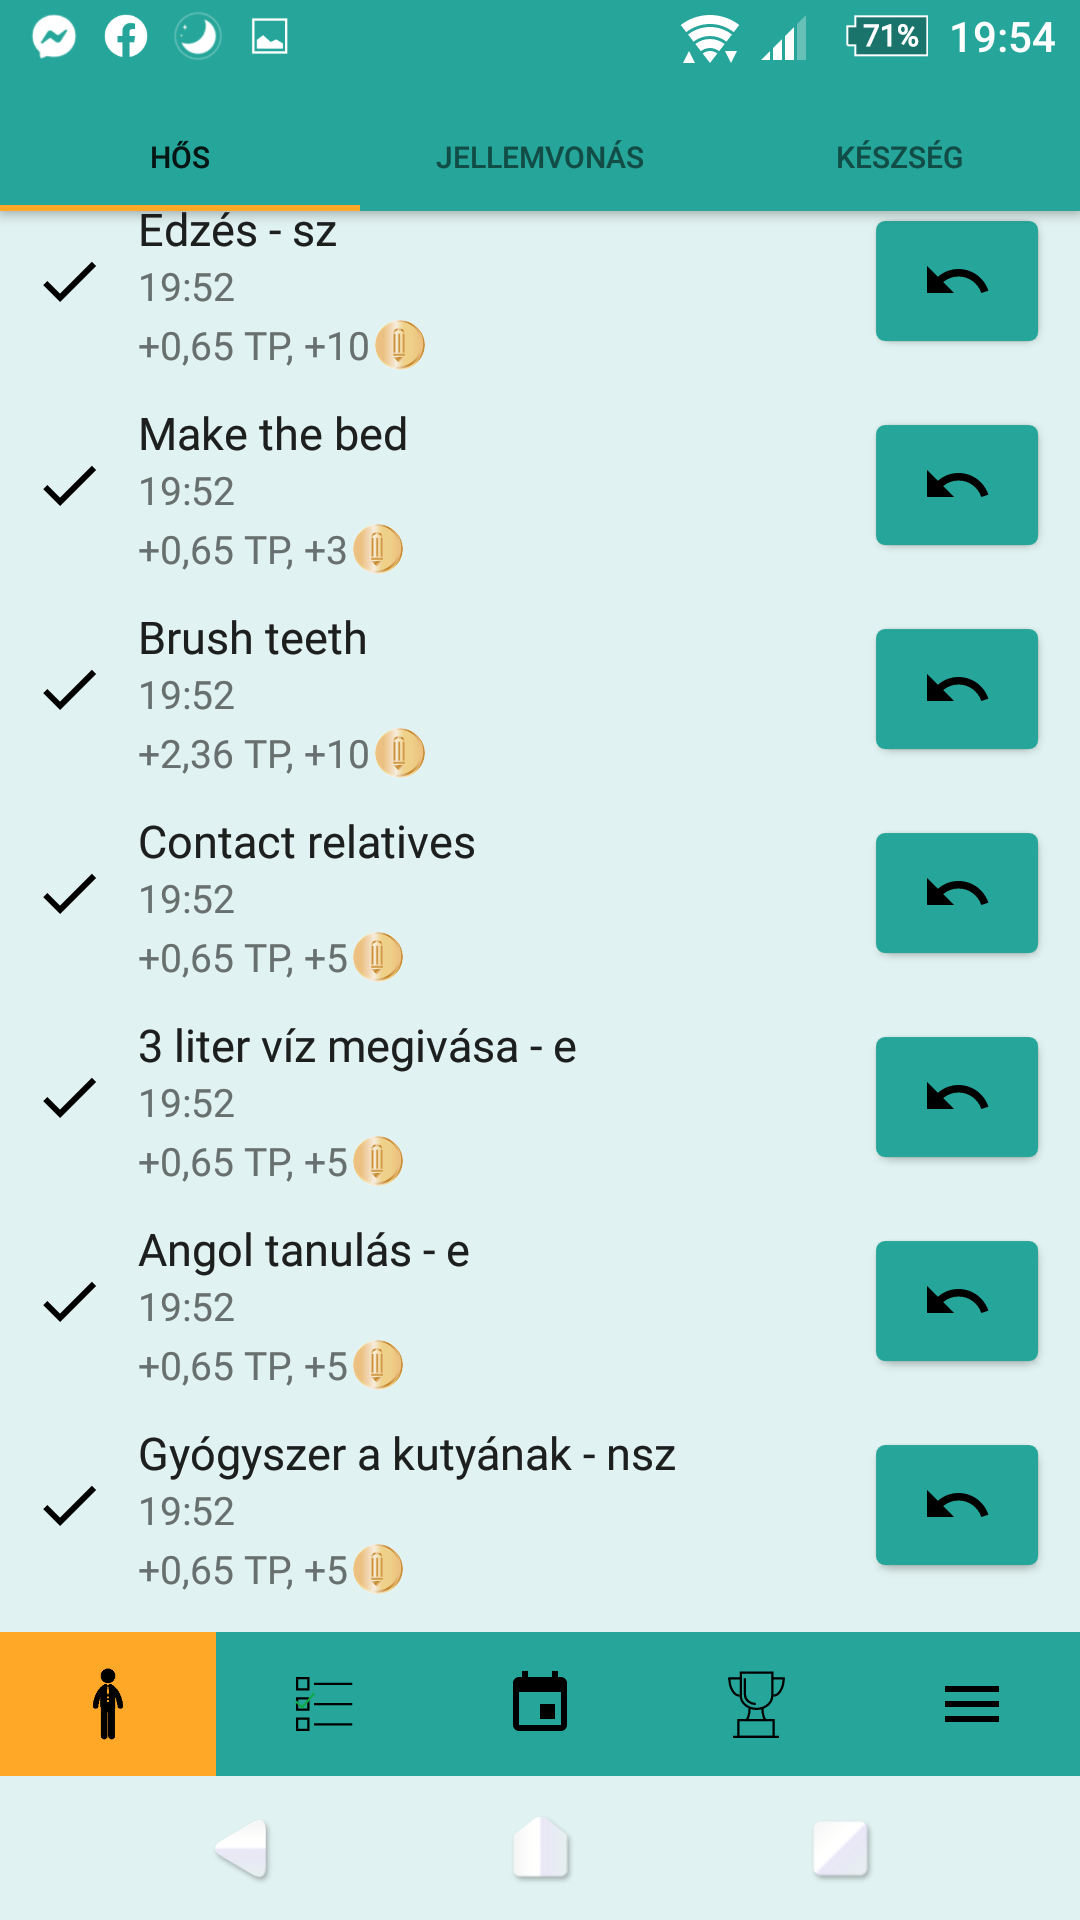 71% 19:54
HŐS JELLEMVONÁS KÉSZSÉG
Edzés - sz
19:52
+0,65 TP, +10
Make the bed
19:52
+0,65 TP, +3
Brush teeth
19:52
+2,36 TP, +10
Contact relatives
19:52
+0,65 TP, +5
3 liter víz megivása - e
19:52
+0,65 TP, +5
Angol tanulás - e
19:52
+0,65 TP, +5
Gyógyszer a kutyának - nsz
19:52
+0,65 TP, +5